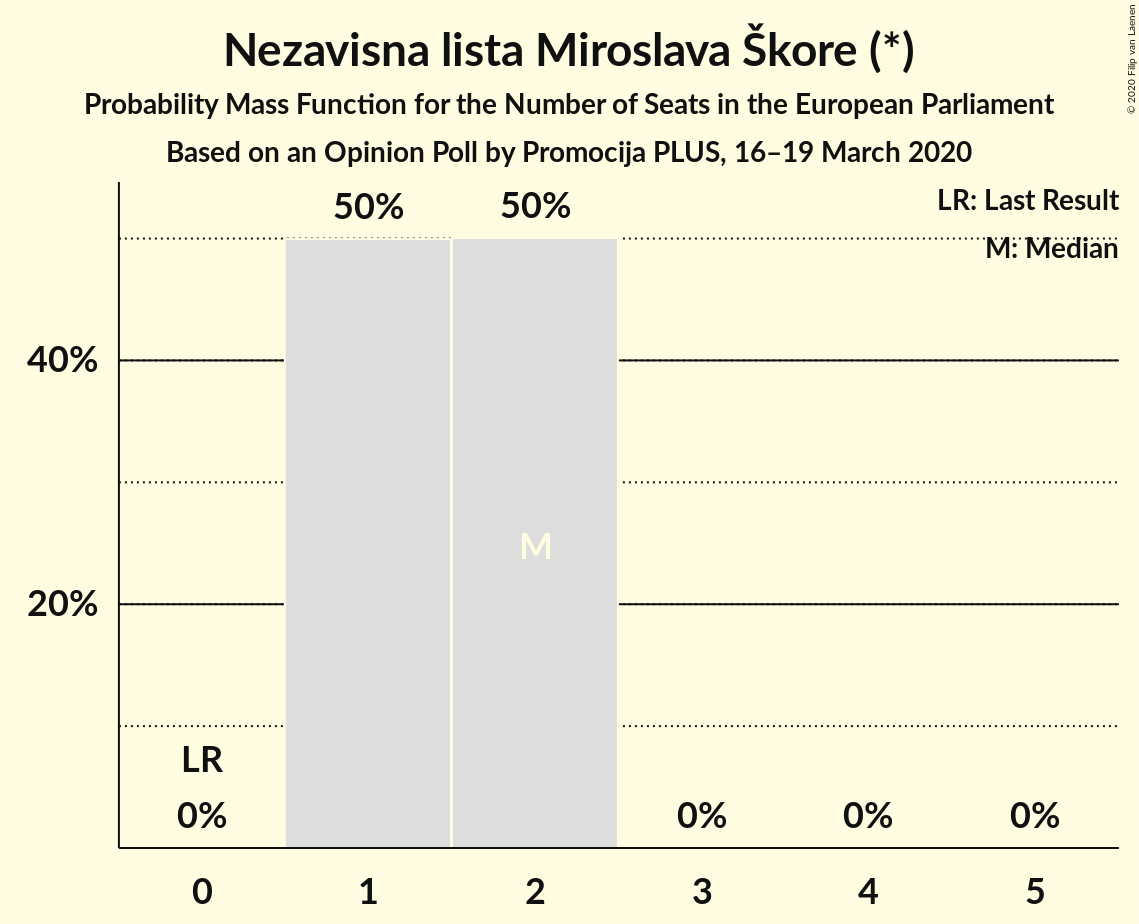 Nezavisna lista Miroslava Škore (*)
Probability Mass Function for the Number of Seats in the European Parliament
Based on an Opinion Poll by Promocija PLUS, 16–19 March 2020
© 2020 Filip van Laenen
LR: Last Result
M: Median
50% 50%
40%
M
20%
LR
0% 0% 0% 0%
0 1 2 3 4 5